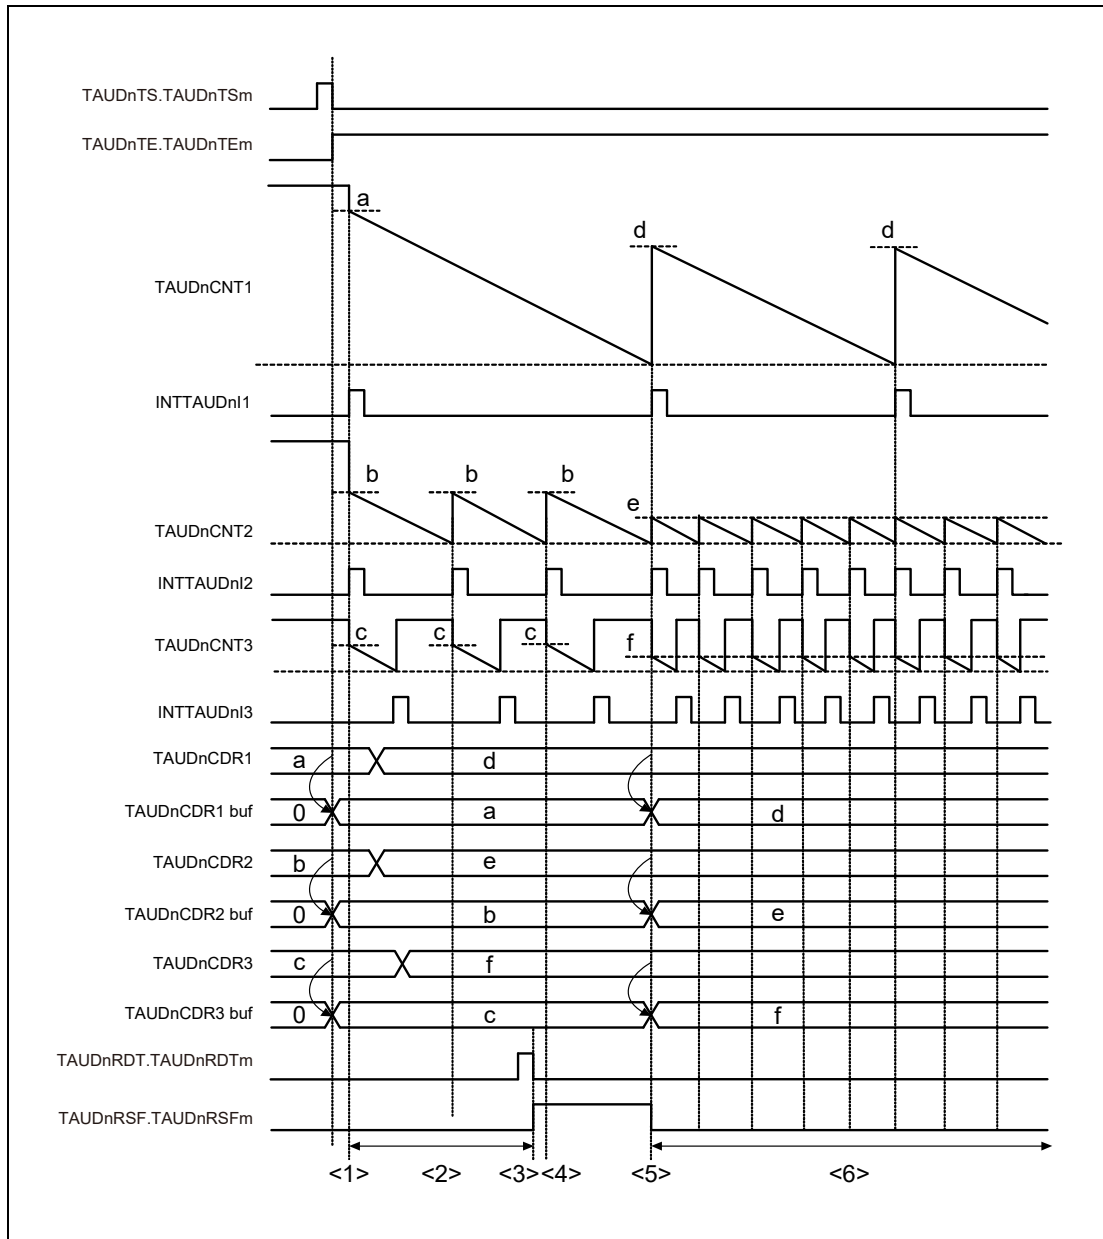 TAUDnTS.TAUDnTSm
TAUDnTE.TAUDnTEm
a
d
d
TAUDnCNT1
INTTAUDnI1
b
b
b
e
TAUDnCNT2
INTTAUDnI2
TAUDnCNT3
c
c
c
f
INTTAUDnI3
TAUDnCDR1
a
d
TAUDnCDR1 buf
0
a
d
TAUDnCDR2
b
e
TAUDnCDR2 buf
0
b
e
TAUDnCDR3
c
f
TAUDnCDR3 buf
0
c
f
TAUDnRDT.TAUDnRDTm
TAUDnRSF.TAUDnRSFm
<1> <2> <3> <4> <5> <6>